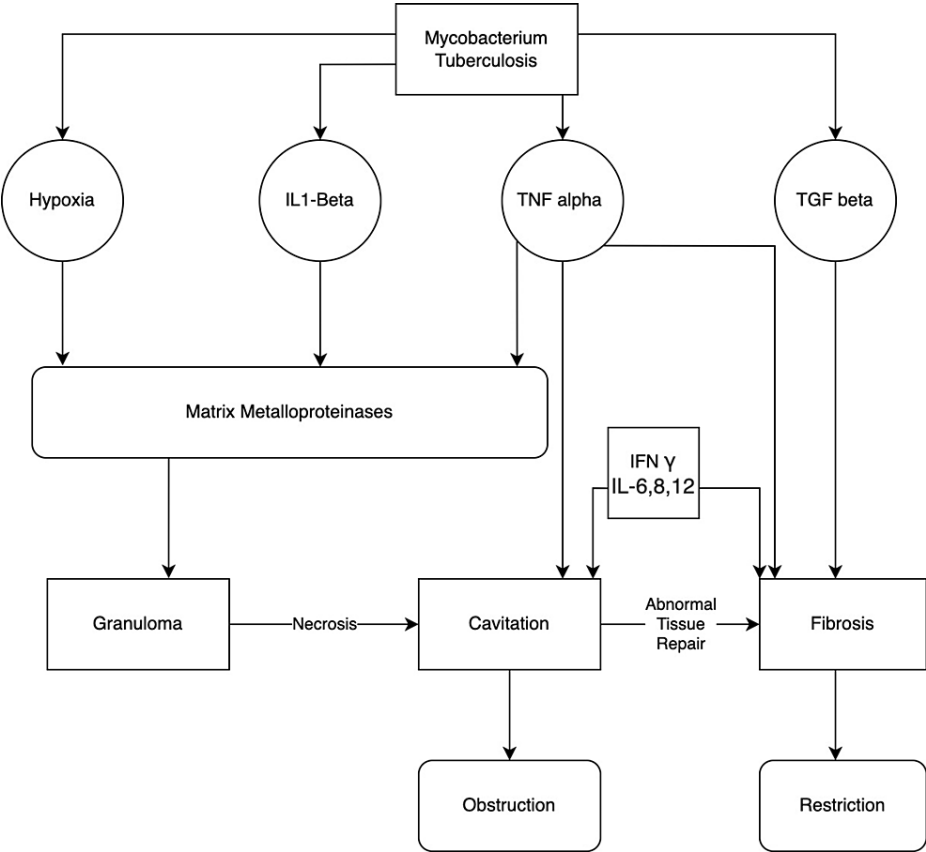 Mycobacterium
Tuberculosis
Hypoxia
IL1-Beta
TNF alpha
TGF beta
Matrix Metalloproteinases
IFN γ
IL-6,8,12
Granuloma
Necrosis
Cavitation
Abnormal
Tissue
Repair
Fibrosis
Obstruction
Restriction